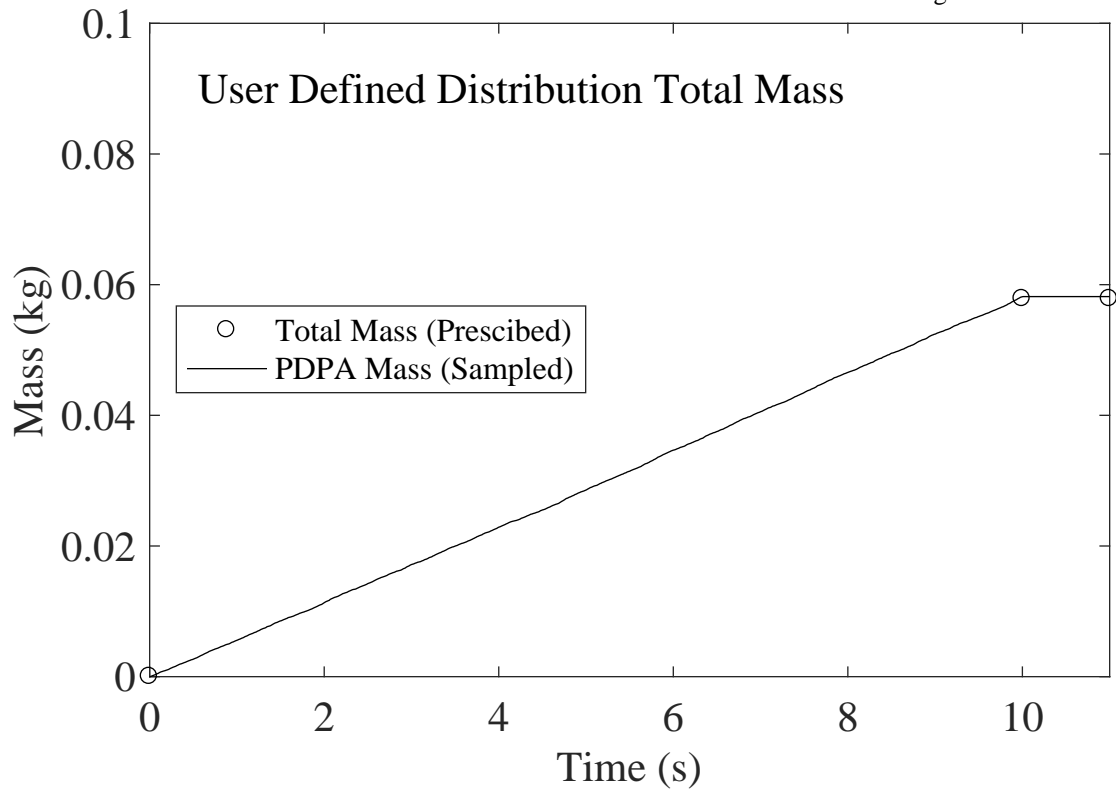 g
User Defined Distribution Total Mass
0.1
0.08
0.06
0.04
0.02
0
Mass (kg)
Total Mass (Prescibed)
PDPA Mass (Sampled)
0 2 4 6 8 10
Time (s)